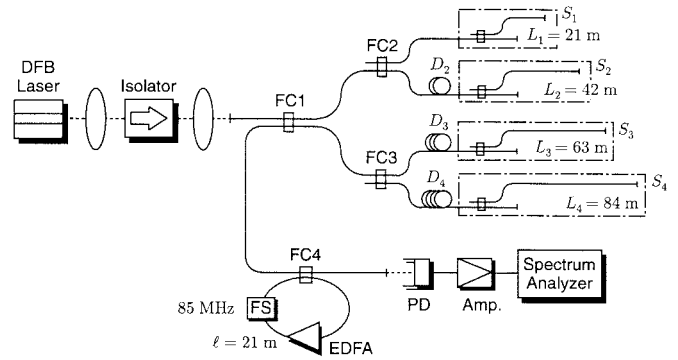 DFB
Laser
Isolator
FC1
FC2
FC3
S₁
L₁ = 21 m
D₂
S₂
L₂ = 42 m
D₃
S₃
L₃ = 63 m
D₄
S₄
L₄ = 84 m
FC4
85 MHz
FS
ℓ = 21 m
EDFA
PD
Amp.
Spectrum
Analyzer